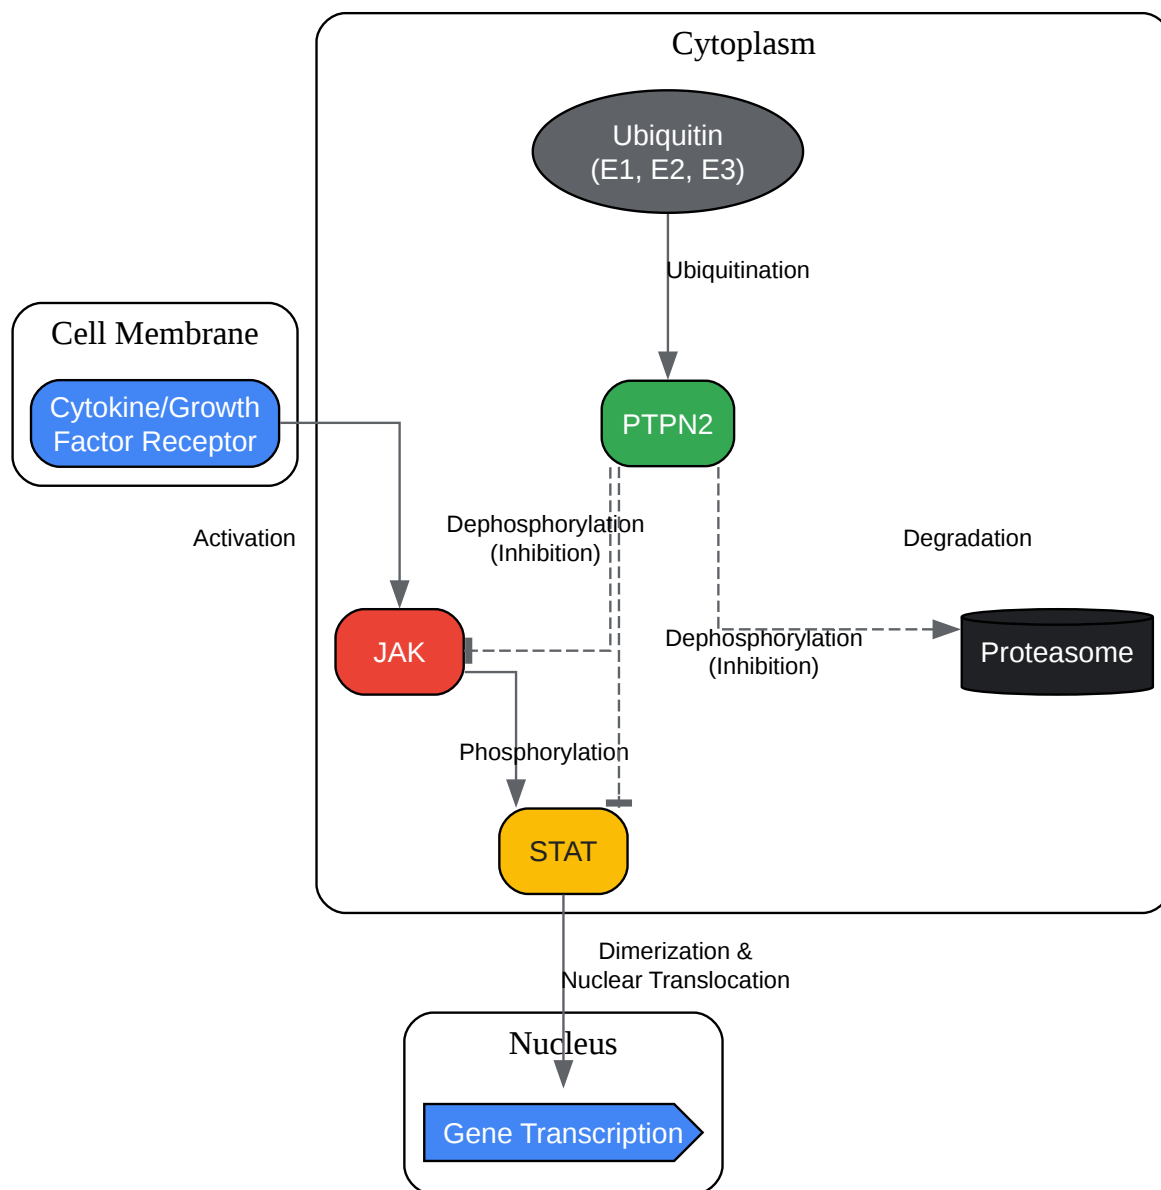 Cytoplasm
Ubiquitin
(E1, E2, E3)
Ubiquitination
Cell Membrane
Cytokine/Growth
Factor Receptor
PTPN2
Activation
Dephosphorylation
(Inhibition)
Degradation
JAK
Dephosphorylation
(Inhibition)
Proteasome
Phosphorylation
STAT
Dimerization &
Nuclear Translocation
Nucleus
Gene Transcription